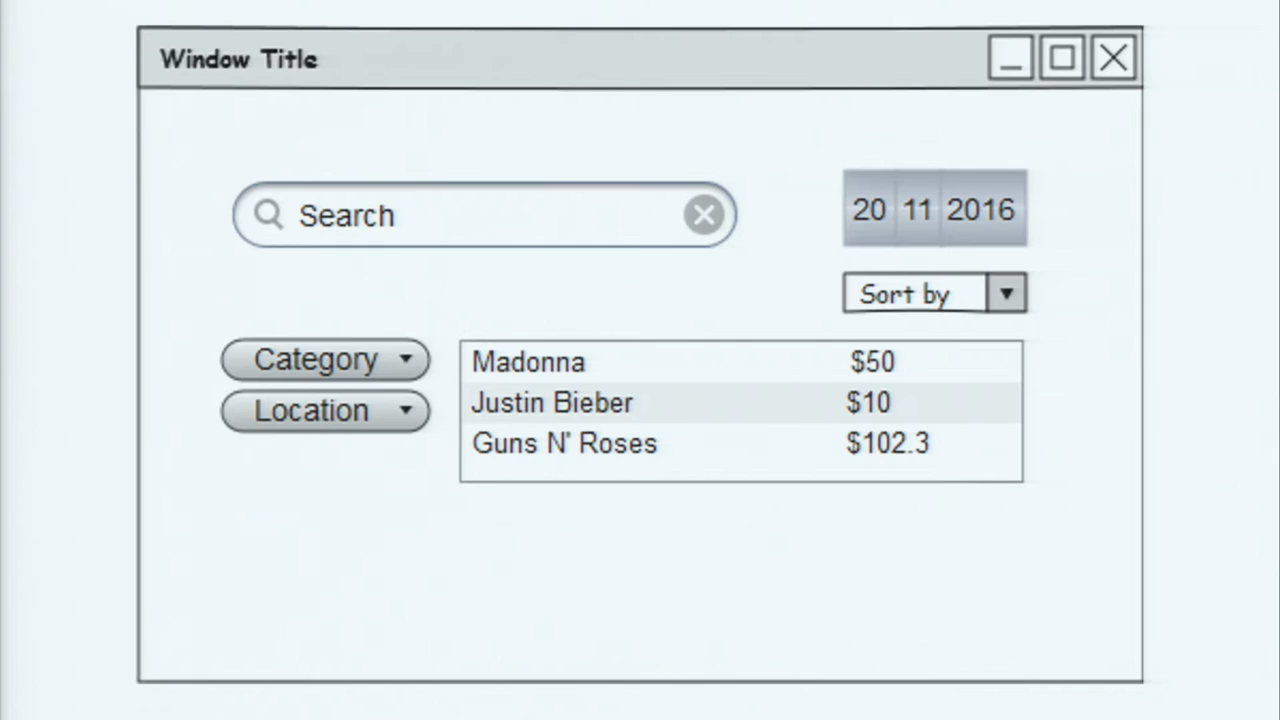 Window Title
Search
20 11 2016
Sort by
Category
Location
Madonna $50
Justin Bieber $10
Guns N' Roses $102.3